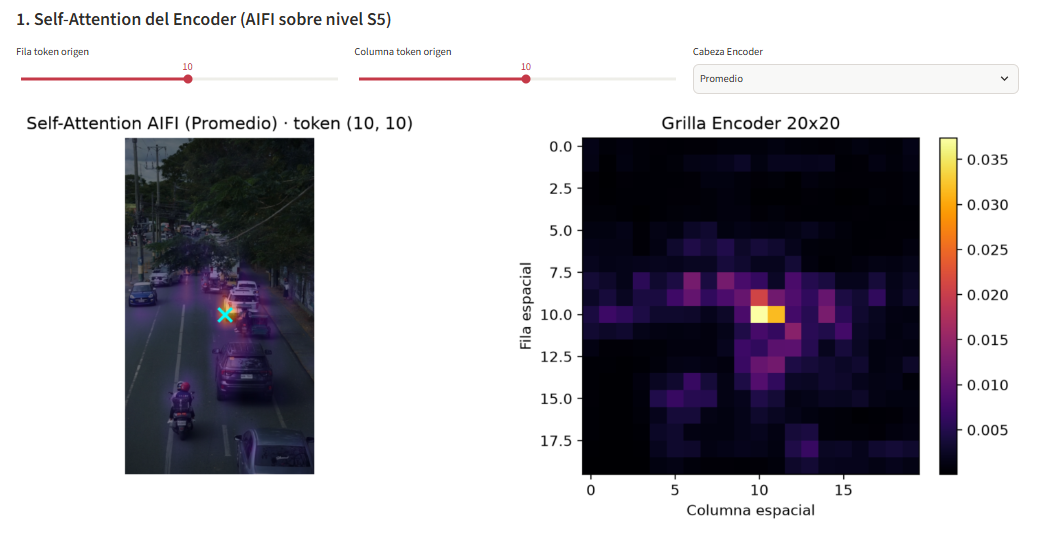 1. Self-Attention del Encoder (AIFI sobre nivel S5)
Fila token origen
10
Columna token origen
10
Cabeza Encoder
Promedio
Self-Attention AIFI (Promedio) · token (10, 10)
Grilla Encoder 20x20
0.0
2.5
5.0
7.5
10.0
12.5
15.0
17.5
Fila espacial
0
5
10
15
Columna espacial
0.035
0.030
0.025
0.020
0.015
0.010
0.005